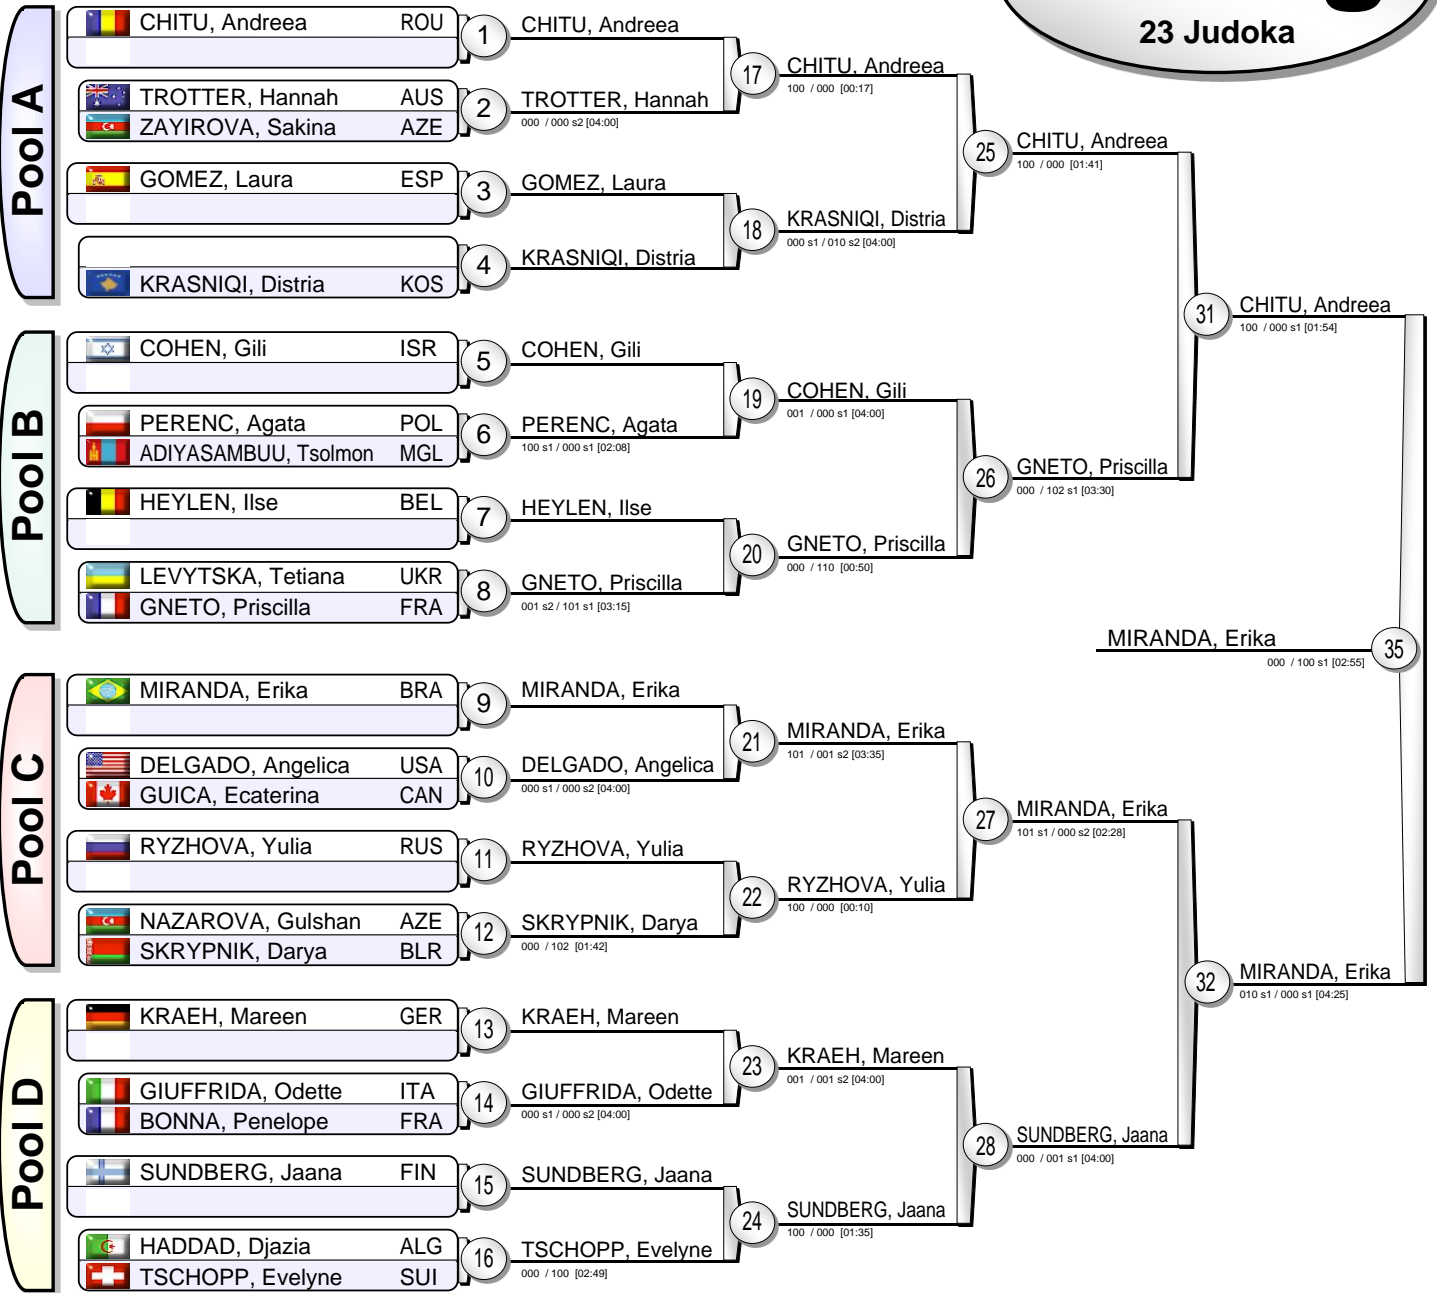 23 Judoka
Pool A
CHITU, Andreea ROU
TROTTER, Hannah AUS
ZAYIROVA, Sakina AZE
GOMEZ, Laura ESP
KRASNIQI, Distria KOS
1
2
3
4
CHITU, Andreea
TROTTER, Hannah
000 / 000 s2 [04:00]
GOMEZ, Laura
KRASNIQI, Distria
17
18
CHITU, Andreea
100 / 000 [00:17]
KRASNIQI, Distria
000 s1 / 010 s2 [04:00]
25
CHITU, Andreea
100 / 000 [01:41]
Pool B
COHEN, Gili ISR
PERENC, Agata POL
ADIYASAMBUU, Tsolmon MGL
HEYLEN, Ilse BEL
LEVYTSKA, Tetiana UKR
GNETO, Priscilla FRA
5
6
7
8
COHEN, Gili
PERENC, Agata
100 s1 / 000 s1 [02:08]
HEYLEN, Ilse
GNETO, Priscilla
001 s2 / 101 s1 [03:15]
19
20
COHEN, Gili
001 / 000 s1 [04:00]
GNETO, Priscilla
000 / 110 [00:50]
26
GNETO, Priscilla
000 / 102 s1 [03:30]
31
CHITU, Andreea
100 / 000 s1 [01:54]
MIRANDA, Erika
000 / 100 s1 [02:55]
35
Pool C
MIRANDA, Erika BRA
DELGADO, Angelica USA
GUICA, Ecaterina CAN
RYZHOVA, Yulia RUS
NAZAROVA, Gulshan AZE
SKRYPNIK, Darya BLR
9
10
11
12
MIRANDA, Erika
DELGADO, Angelica
000 s1 / 000 s2 [04:00]
RYZHOVA, Yulia
SKRYPNIK, Darya
000 / 102 [01:42]
21
22
MIRANDA, Erika
101 / 001 s2 [03:35]
RYZHOVA, Yulia
100 / 000 [00:10]
27
MIRANDA, Erika
101 s1 / 000 s2 [02:28]
Pool D
KRAEH, Mareen GER
GIUFFRIDA, Odette ITA
BONNA, Penelope FRA
SUNDBERG, Jaana FIN
HADDAD, Djazia ALG
TSCHOPP, Evelyne SUI
13
14
15
16
KRAEH, Mareen
GIUFFRIDA, Odette
000 s1 / 000 s2 [04:00]
SUNDBERG, Jaana
TSCHOPP, Evelyne
000 / 100 [02:49]
23
24
KRAEH, Mareen
001 / 001 s2 [04:00]
SUNDBERG, Jaana
100 / 000 [01:35]
28
SUNDBERG, Jaana
000 / 001 s1 [04:00]
32
MIRANDA, Erika
010 s1 / 000 s1 [04:25]